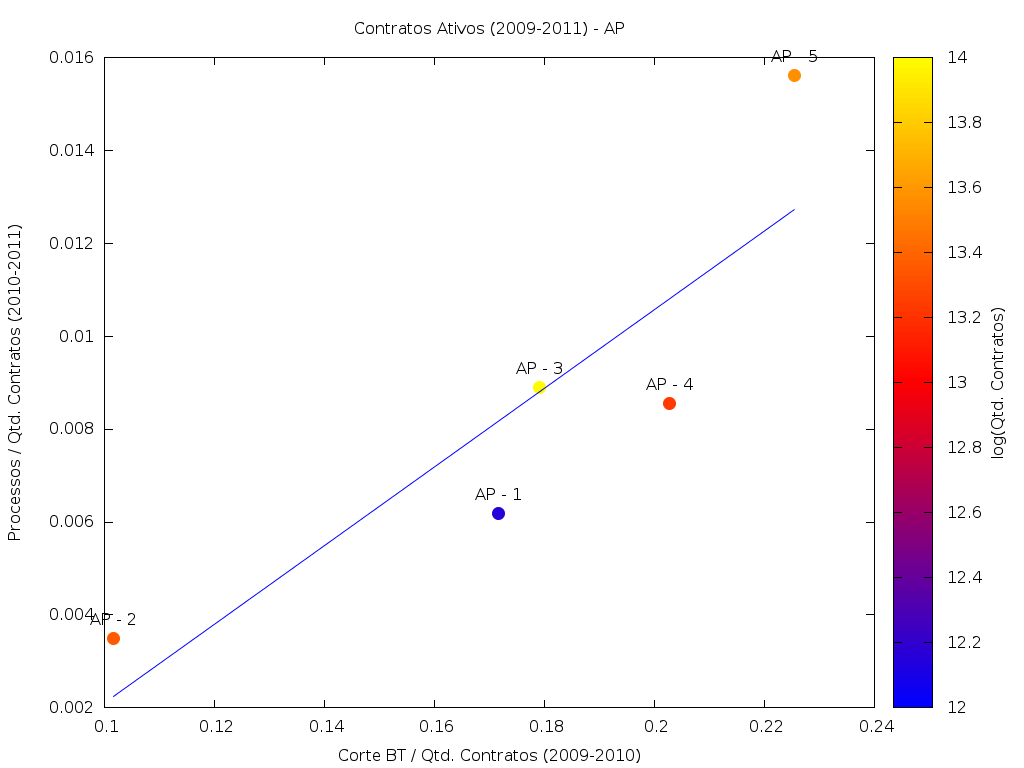 Contratos Ativos (2009-2011) - AP
0.016
0.014
0.012
0.01
0.008
0.006
0.004
0.002
Processos / Qtd. Contratos (2010-2011)
AP - 5
AP - 3
AP - 4
AP - 1
AP - 2
0.1 0.12 0.14 0.16 0.18 0.2 0.22 0.24
Corte BT / Qtd. Contratos (2009-2010)
14
13.8
13.6
13.4
13.2
13
12.8
12.6
12.4
12.2
12
log(Qtd. Contratos)